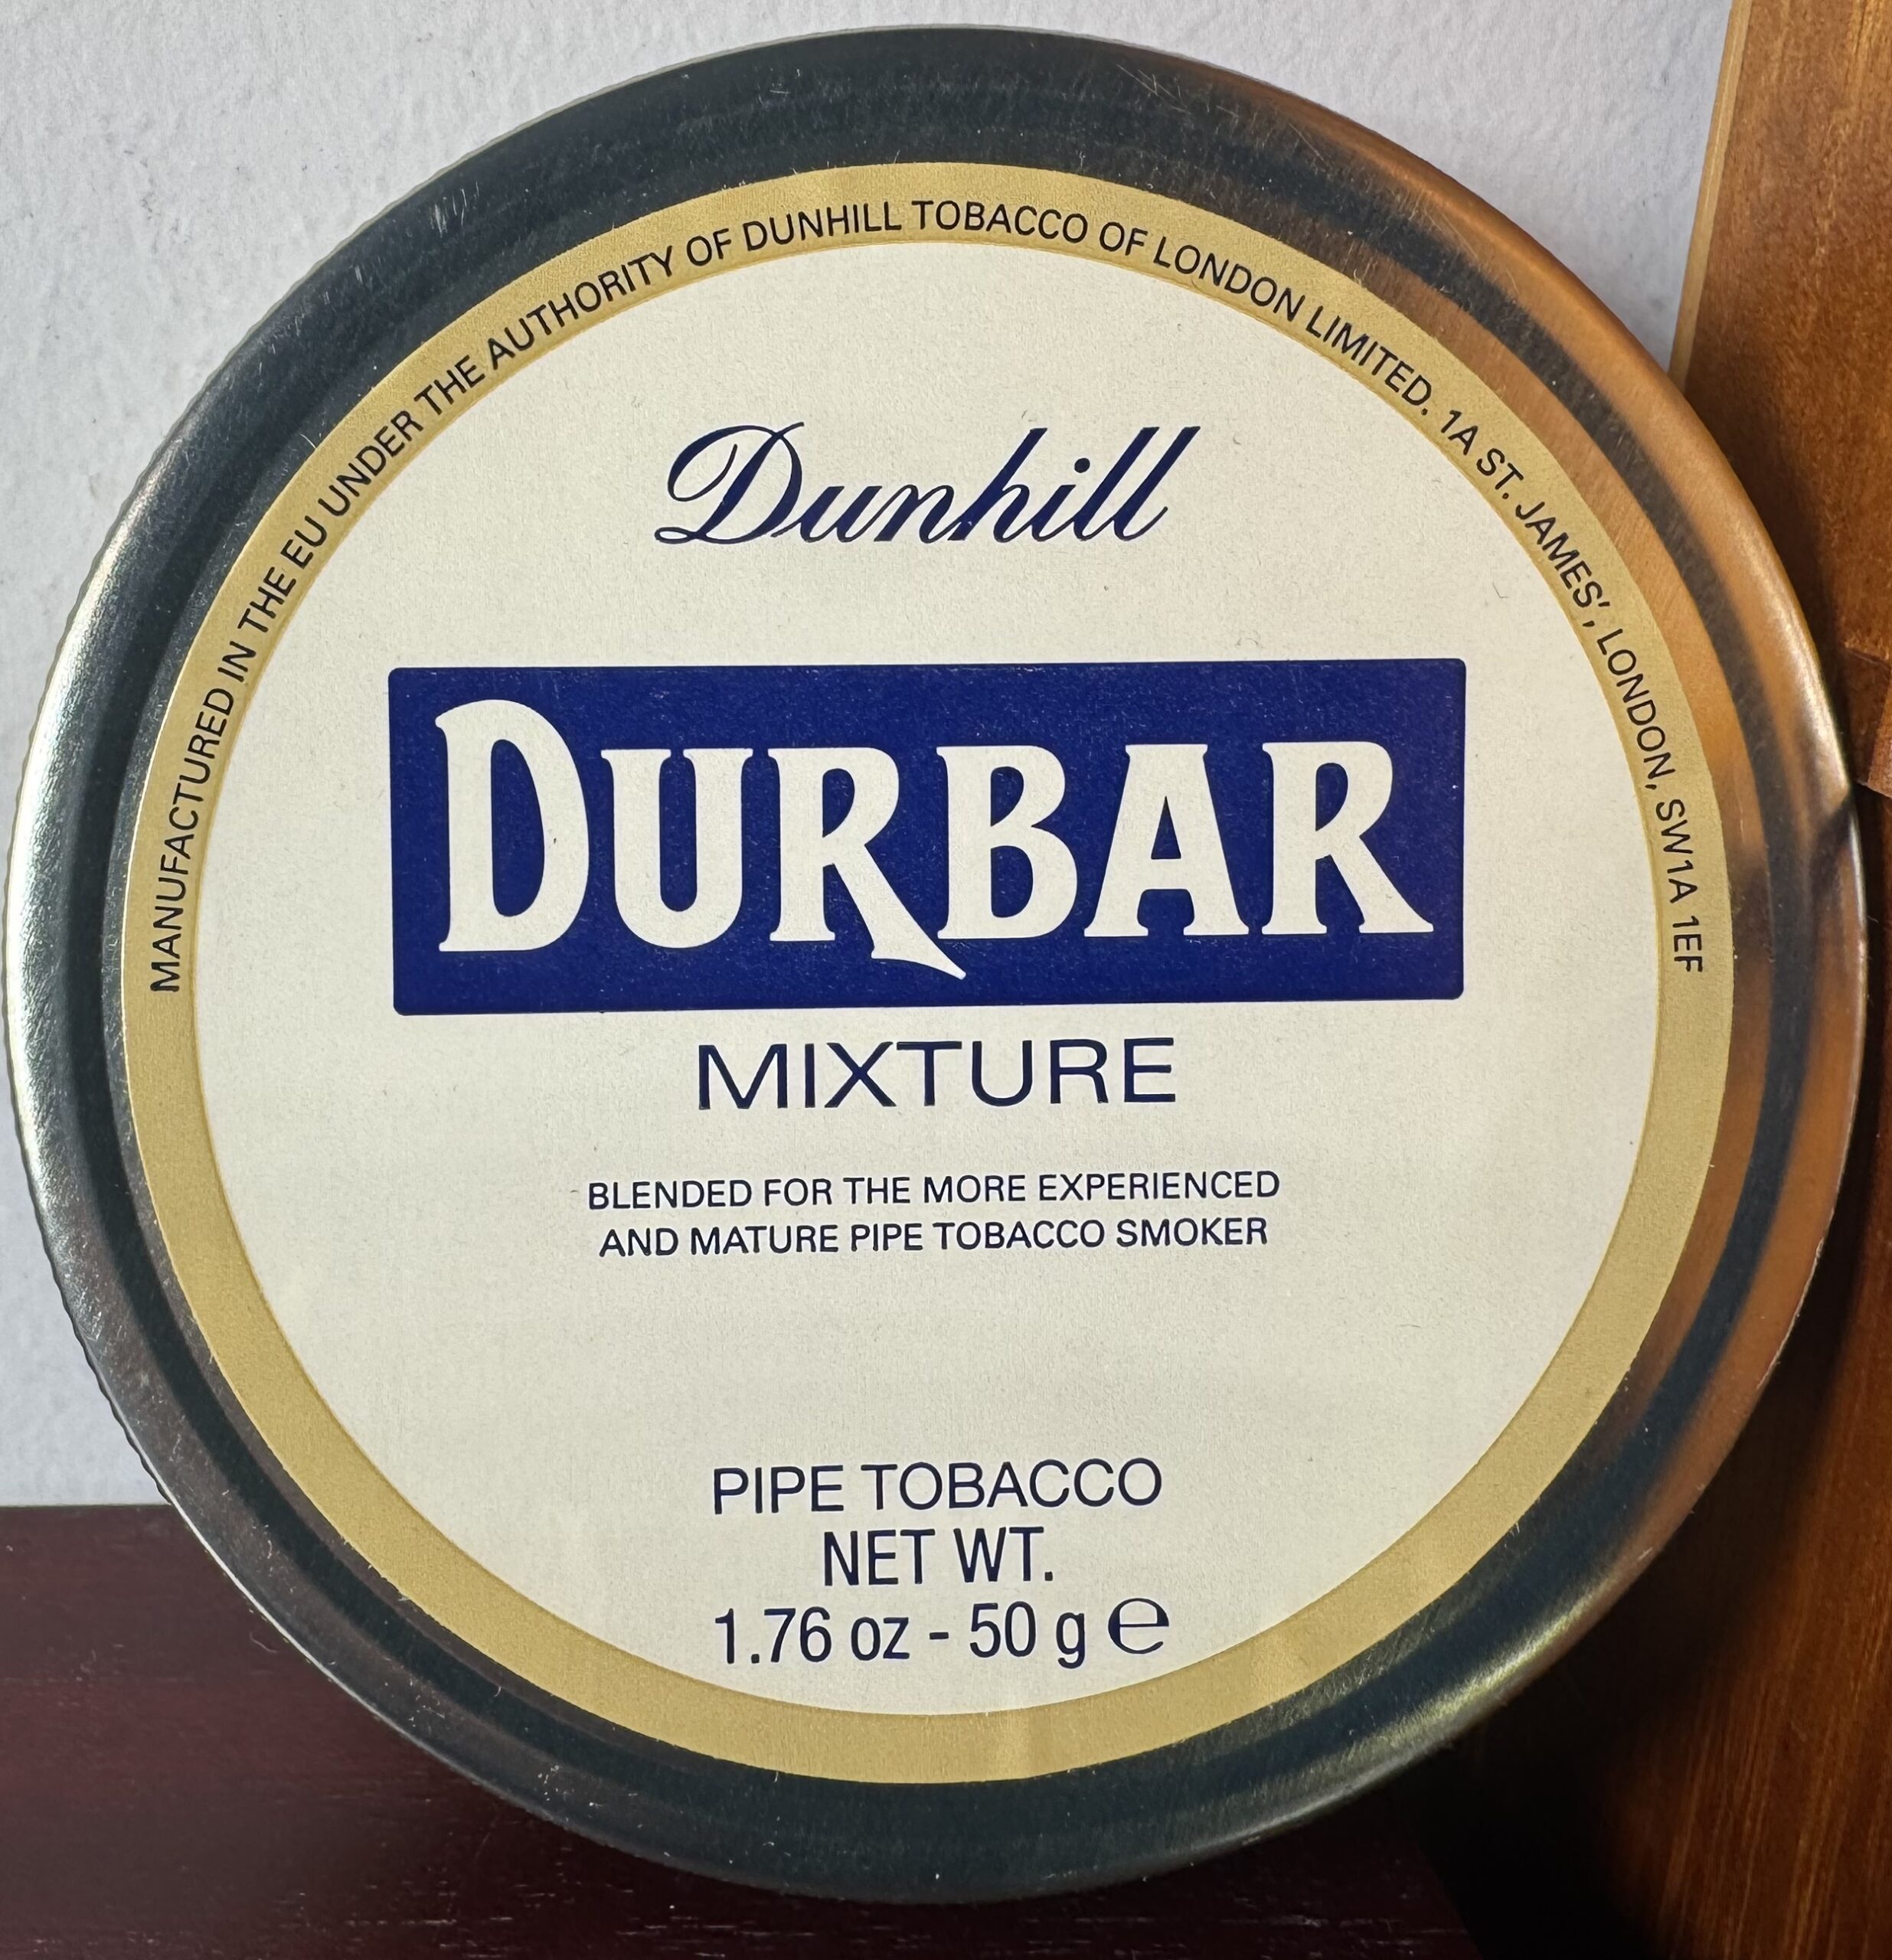 MANUFACTURED IN THE EU UNDER THE AUTHORITY OF DUNHILL TOBACCO OF LONDON LIMITED. 1A ST. JAMES', LONDON, SW1A 1EF
Dunhill
DURBAR
MIXTURE
BLENDED FOR THE MORE EXPERIENCED
AND MATURE PIPE TOBACCO SMOKER
PIPE TOBACCO
NET WT.
1.76 oz - 50 g ℮